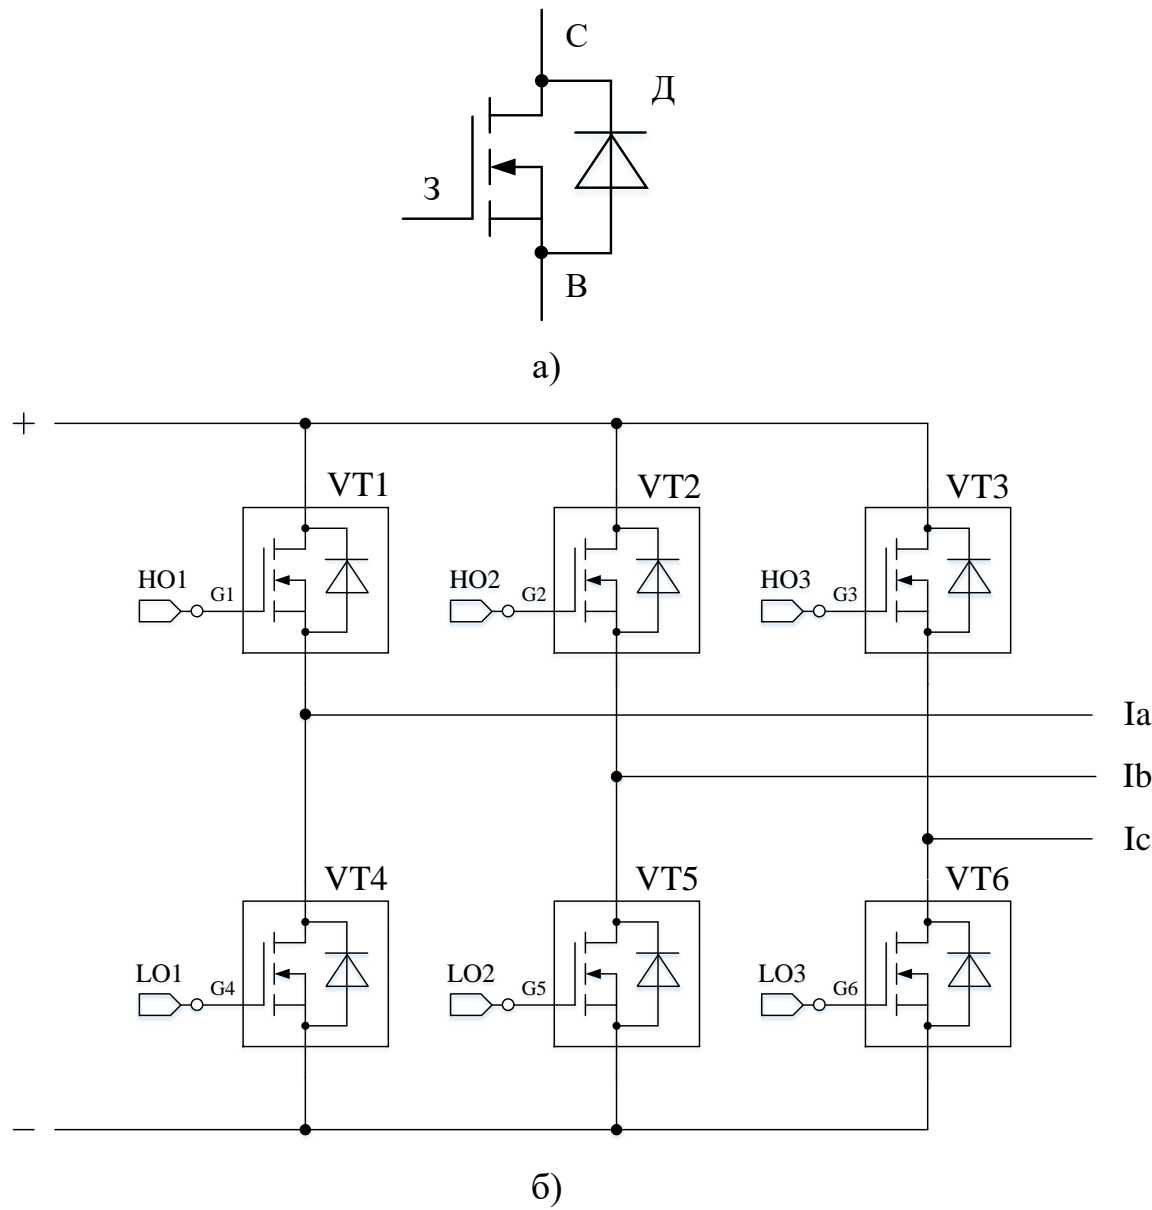 С
Д
З
В
а)
+
VT1 VT2 VT3
HO1 G1 HO2 G2 HO3 G3
Ia
Ib
Ic
VT4 VT5 VT6
LO1 G4 LO2 G5 LO3 G6
−
б)